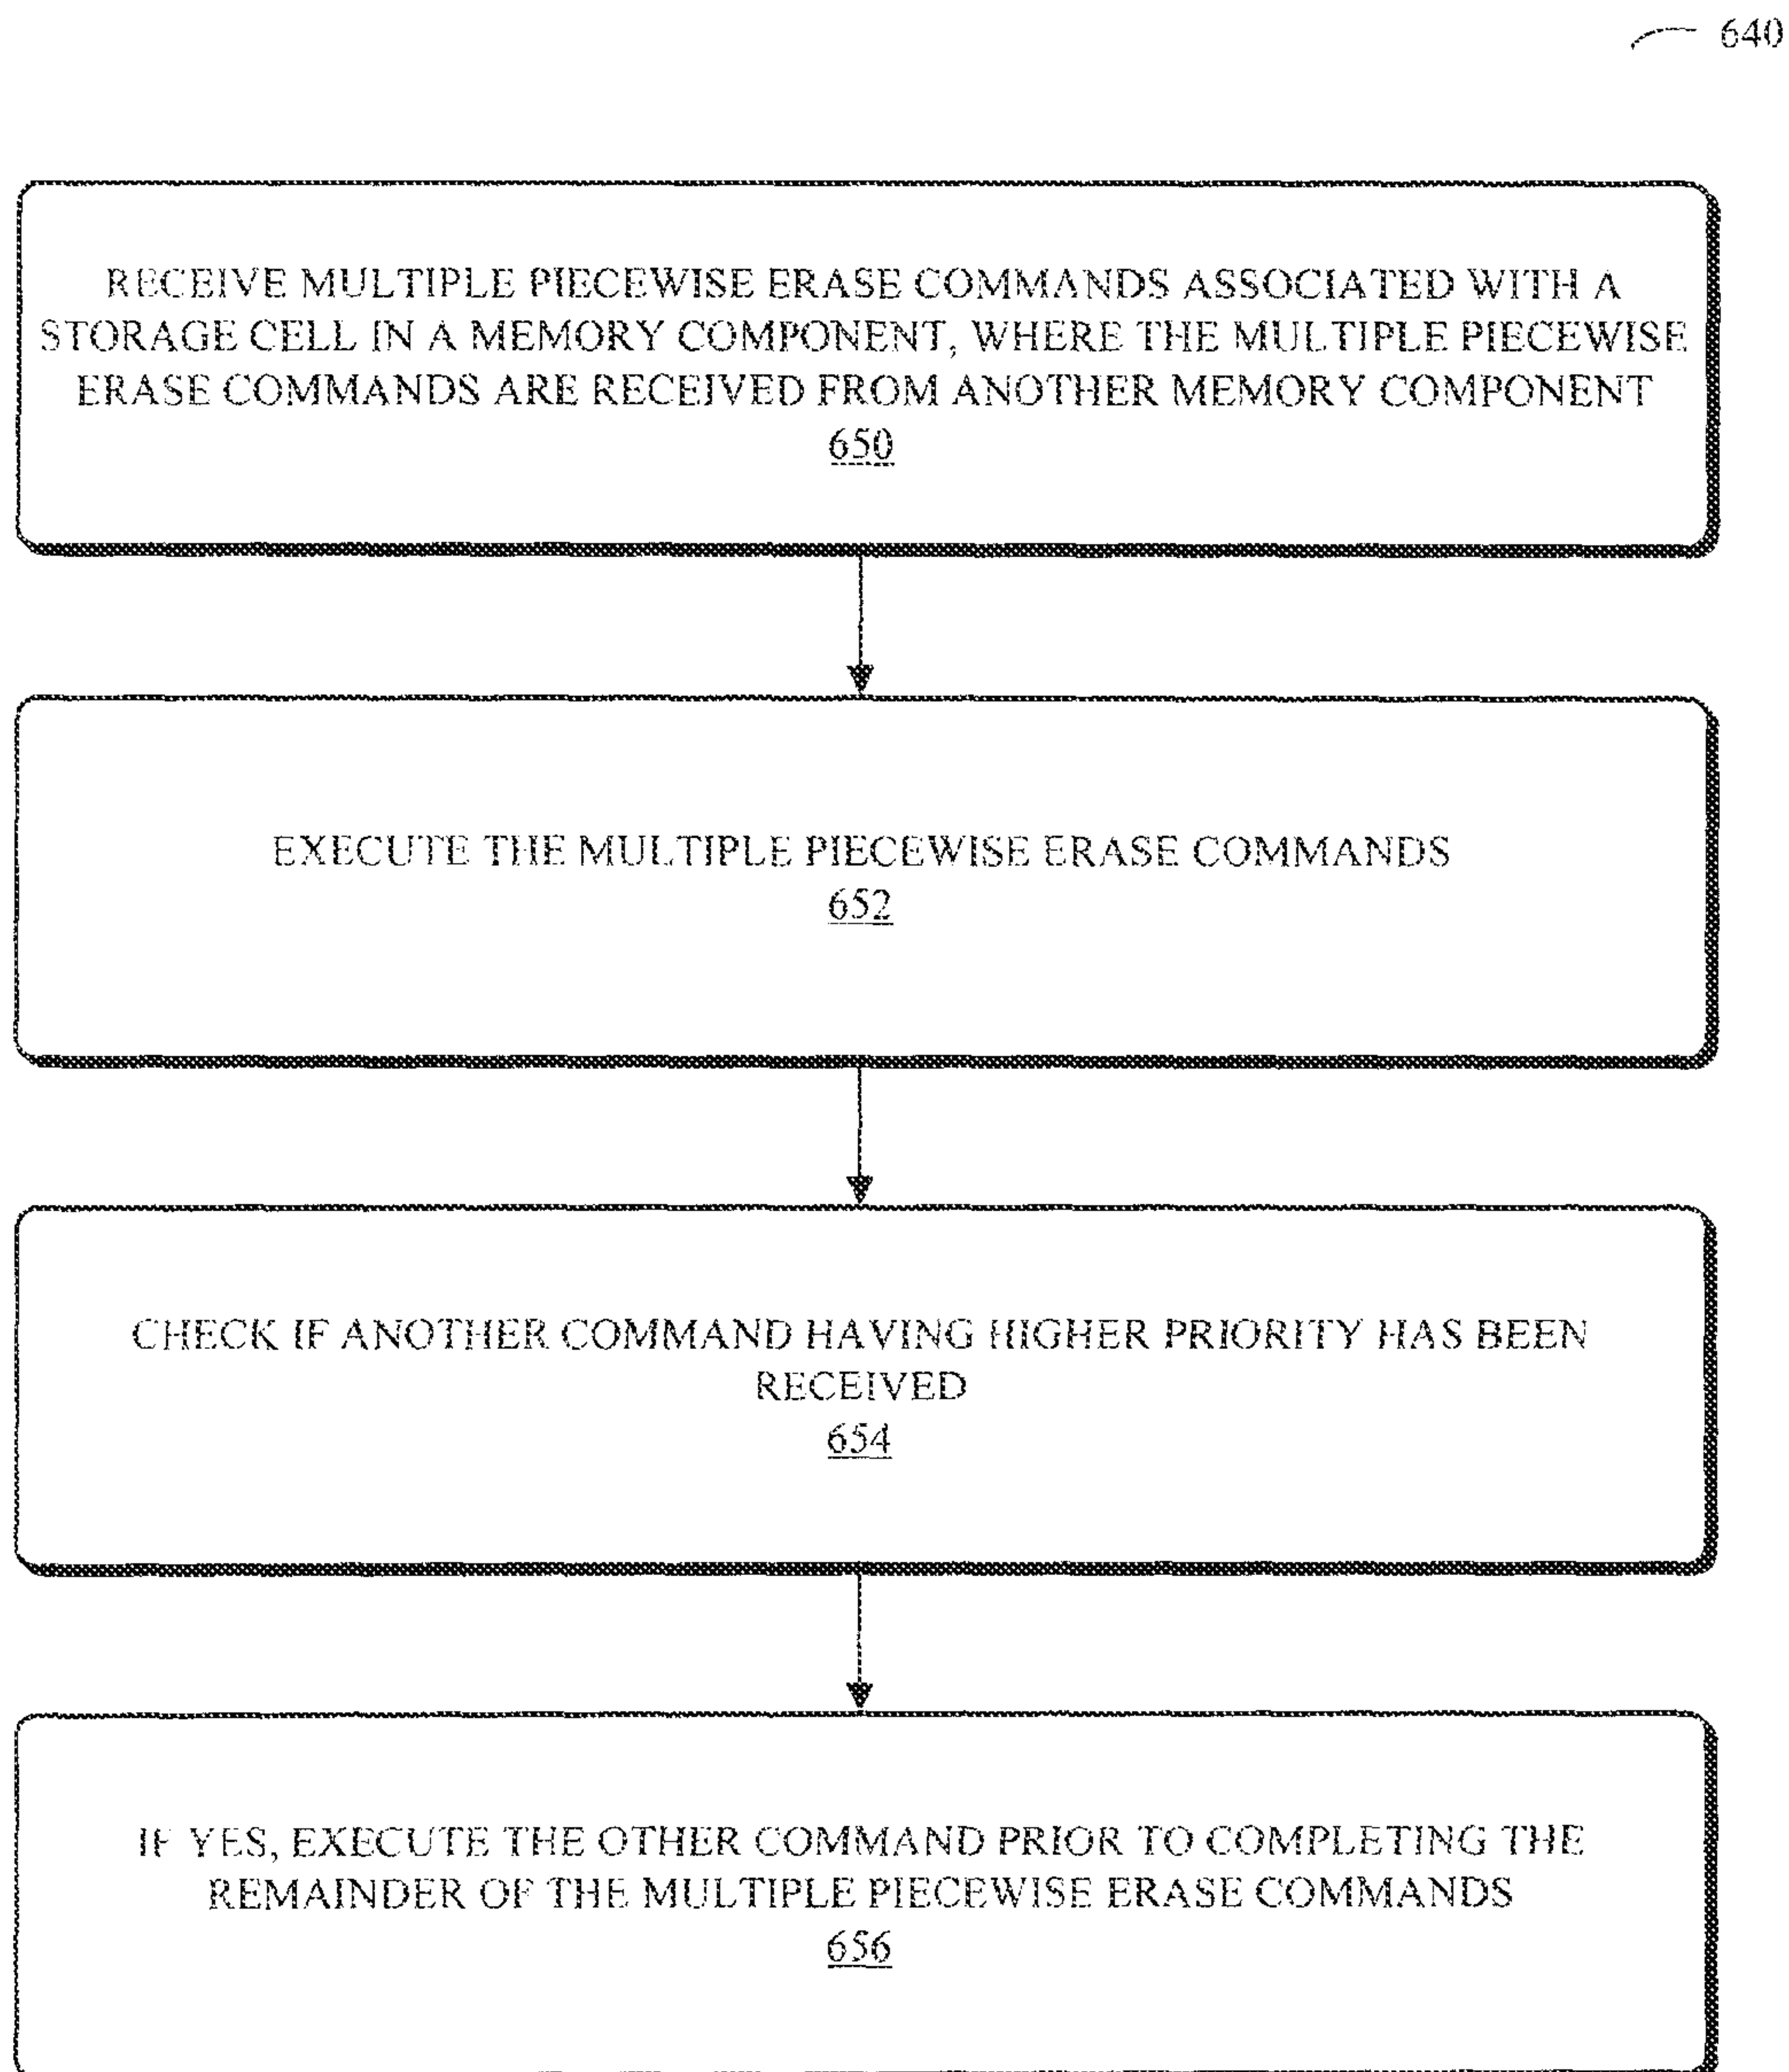 640
RECEIVE MULTIPLE PIECEWISE ERASE COMMANDS ASSOCIATED WITH A
STORAGE CELL IN A MEMORY COMPONENT, WHERE THE MULTIPLE PIECEWISE
ERASE COMMANDS ARE RECEIVED FROM ANOTHER MEMORY COMPONENT
650
EXECUTE THE MULTIPLE PIECEWISE ERASE COMMANDS
652
CHECK IF ANOTHER COMMAND HAVING HIGHER PRIORITY HAS BEEN
RECEIVED
654
IF YES, EXECUTE THE OTHER COMMAND PRIOR TO COMPLETING THE
REMAINDER OF THE MULTIPLE PIECEWISE ERASE COMMANDS
656